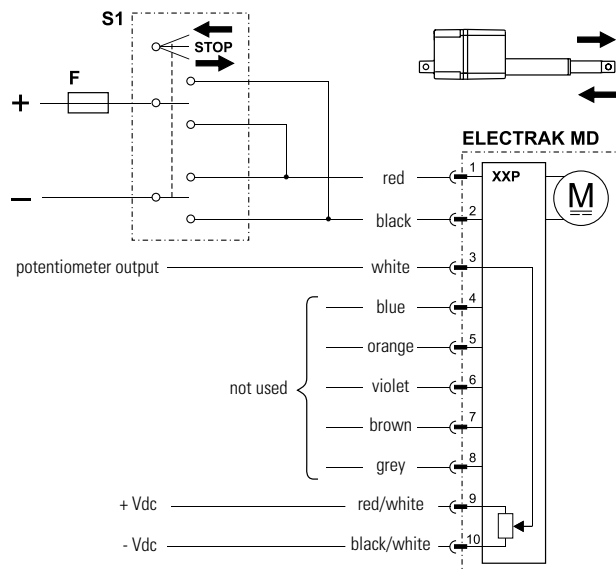 S1
STOP
F
+
–
ELECTRAK MD
XXP
M
red 1
black 2
potentiometer output white 3
blue 4
orange 5
not used violet 6
brown 7
grey 8
+ Vdc red/white 9
- Vdc black/white 10